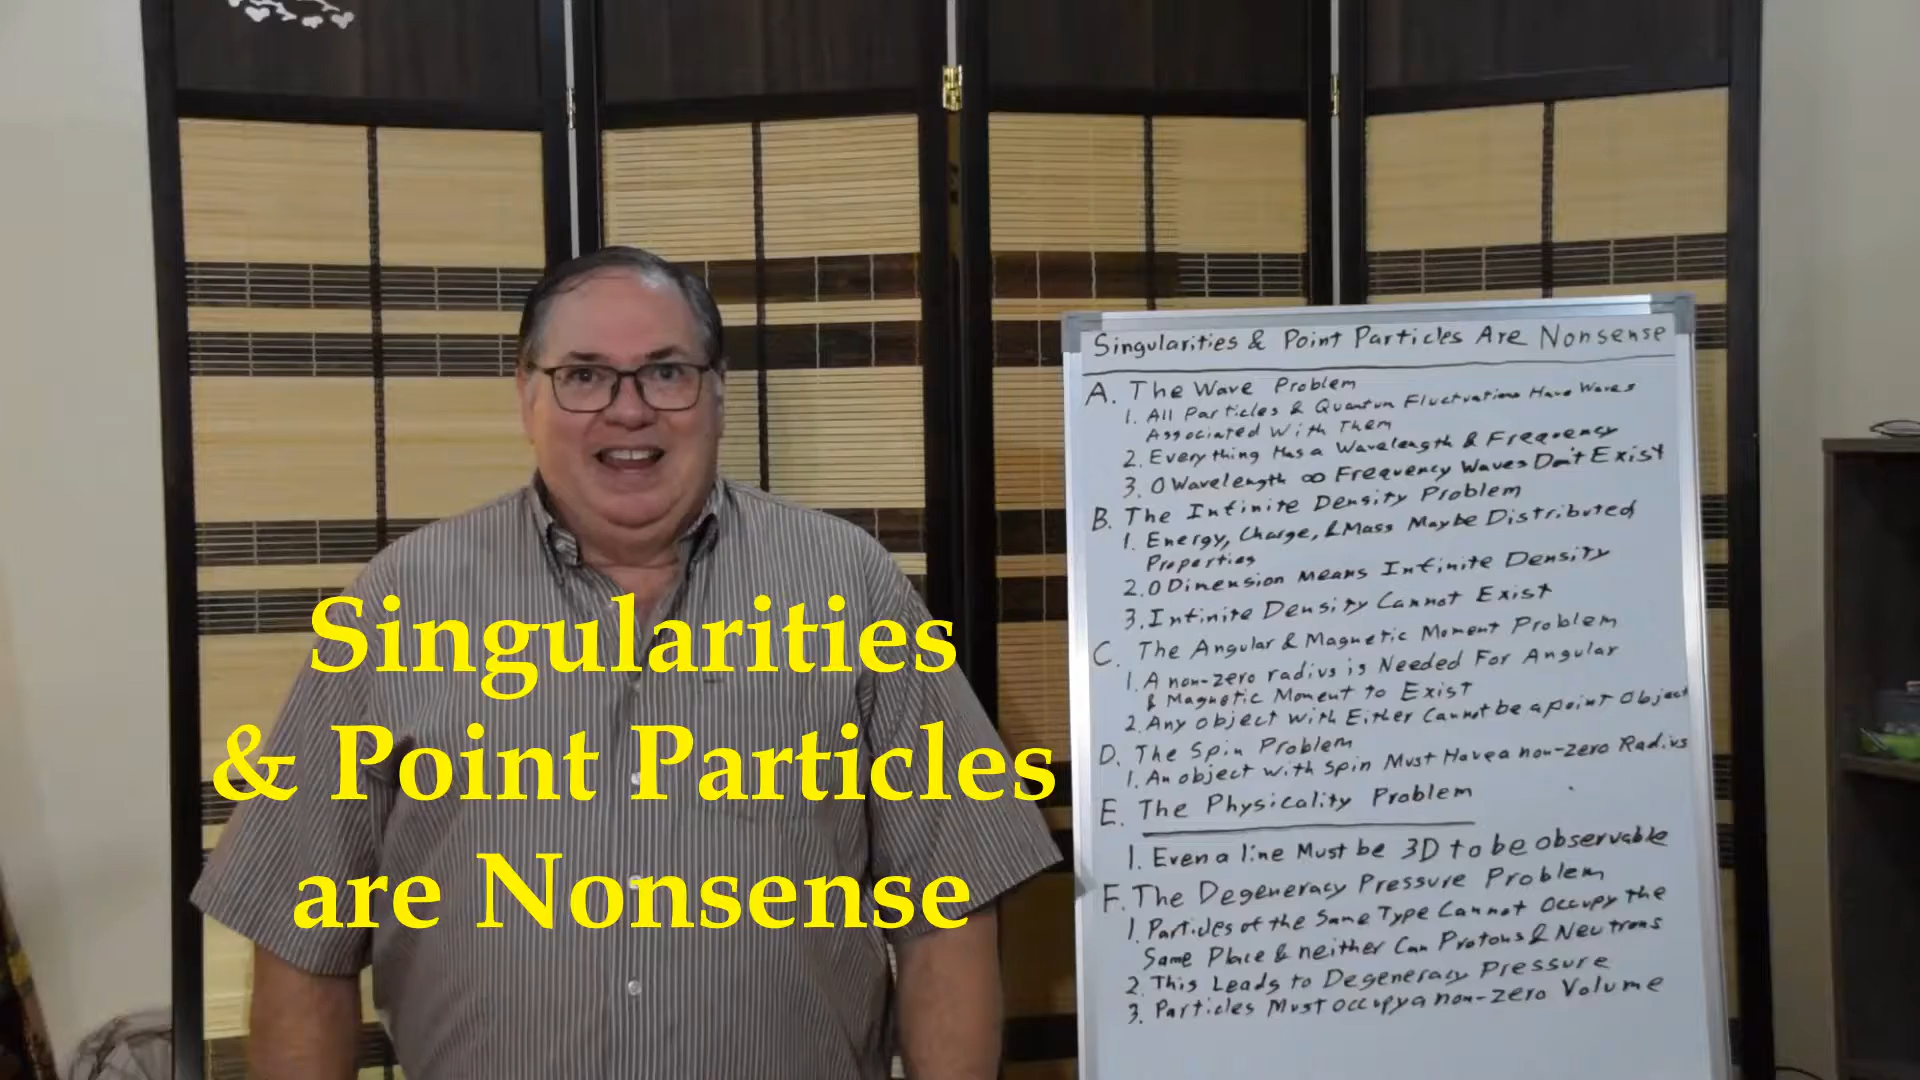 Singularities
& Point Particles
are Nonsense
Singularities & Point Particles Are Nonsense
A. The Wave Problem
1. All Particles & Quantum Fluctuations Have Waves
Associated With Them
2. Everything Has a Wavelength & Frequency
3. 0 Wavelength ∞ Frequency Waves Don't Exist
B. The Infinite Density Problem
1. Energy, Charge, & Mass Maybe Distributed
Properties
2. 0 Dimension Means Infinite Density
3. Infinite Density Cannot Exist
C. The Angular & Magnetic Moment Problem
1. A non-zero radius is Needed For Angular
& Magnetic Moment to Exist
2. Any object with Either Cannot be a point Object
D. The Spin Problem
1. An object with spin Must Have a non-zero Radius
E. The Physicality Problem
1. Even a line Must be 3D to be observable
F. The Degeneracy Pressure Problem
1. Particles of the Same Type Cannot Occupy the
Same Place & neither Can Protons & Neutrons
2. This Leads to Degeneracy Pressure
3. Particles Must occupy a non-zero Volume